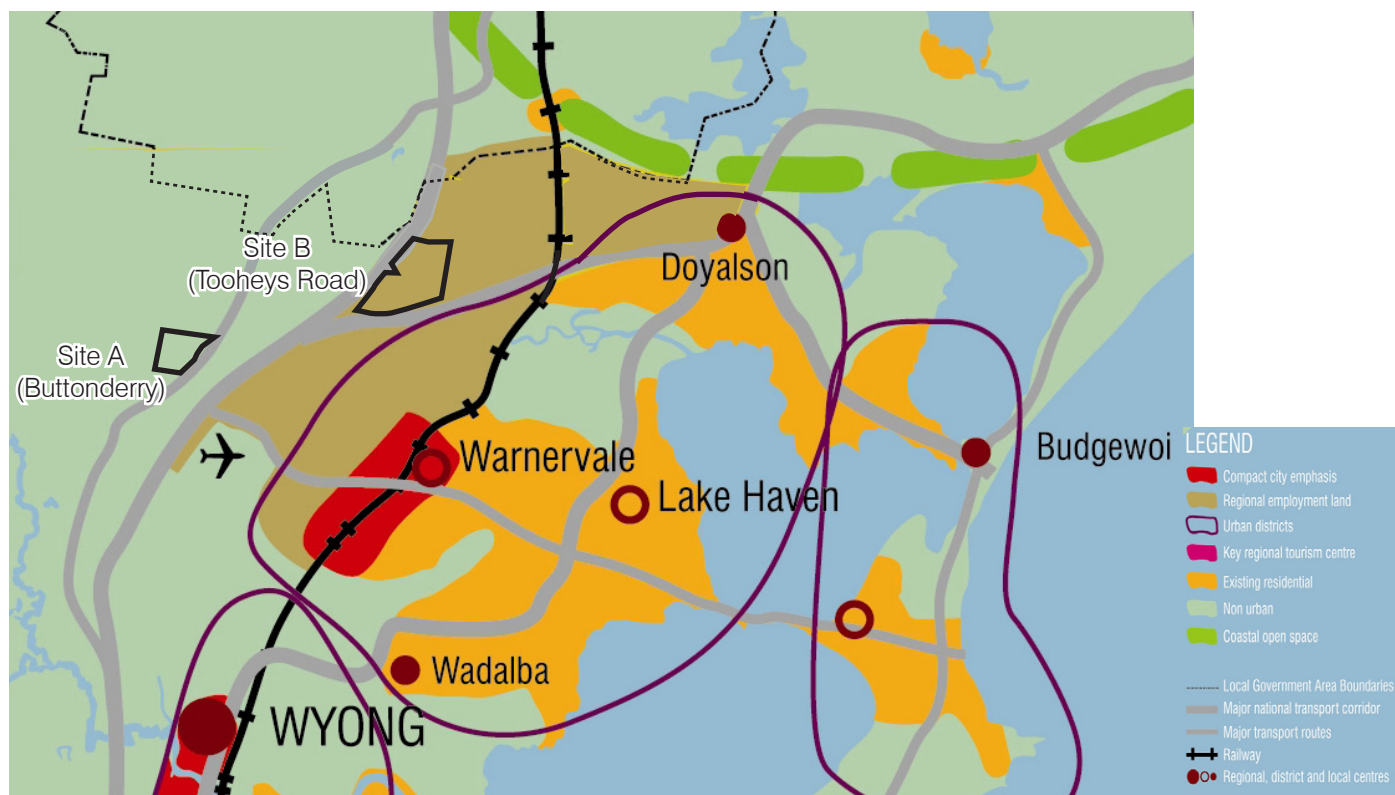 Site B
(Tooheys Road)
Doyalson
Site A
(Buttonderry)
Warnervale
Budgewoi
Lake Haven
Wadalba
WYONG
LEGEND
Compact city emphasis
Regional employment land
Urban districts
Key regional tourism centre
Existing residential
Non urban
Coastal open space
Local Government Area Boundaries
Major national transport corridor
Major transport routes
Railway
Regional, district and local centres